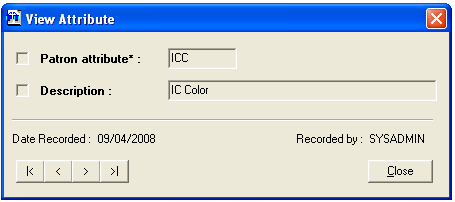 View Attribute
Patron attribute* : ICC
Description : IC Color
Date Recorded : 09/04/2008 Recorded by : SYSADMIN
|< < > >| Close